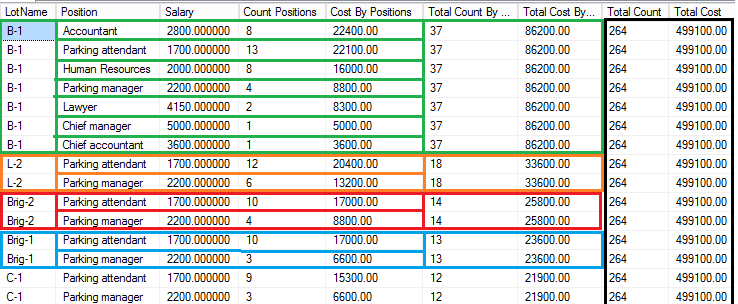 LotName Position Salary Count Positions Cost By Positions Total Count By ... Total Cost By... Total Count Total Cost
B-1 Accountant 2800.000000 8 22400.00 37 86200.00 264 499100.00
B-1 Parking attendant 1700.000000 13 22100.00 37 86200.00 264 499100.00
B-1 Human Resources 2000.000000 8 16000.00 37 86200.00 264 499100.00
B-1 Parking manager 2200.000000 4 8800.00 37 86200.00 264 499100.00
B-1 Lawyer 4150.000000 2 8300.00 37 86200.00 264 499100.00
B-1 Chief manager 5000.000000 1 5000.00 37 86200.00 264 499100.00
B-1 Chief accountant 3600.000000 1 3600.00 37 86200.00 264 499100.00
L-2 Parking attendant 1700.000000 12 20400.00 18 33600.00 264 499100.00
L-2 Parking manager 2200.000000 6 13200.00 18 33600.00 264 499100.00
Brig-2 Parking attendant 1700.000000 10 17000.00 14 25800.00 264 499100.00
Brig-2 Parking manager 2200.000000 4 8800.00 14 25800.00 264 499100.00
Brig-1 Parking attendant 1700.000000 10 17000.00 13 23600.00 264 499100.00
Brig-1 Parking manager 2200.000000 3 6600.00 13 23600.00 264 499100.00
C-1 Parking attendant 1700.000000 9 15300.00 12 21900.00 264 499100.00
C-1 Parking manager 2200.000000 3 6600.00 12 21900.00 264 499100.00